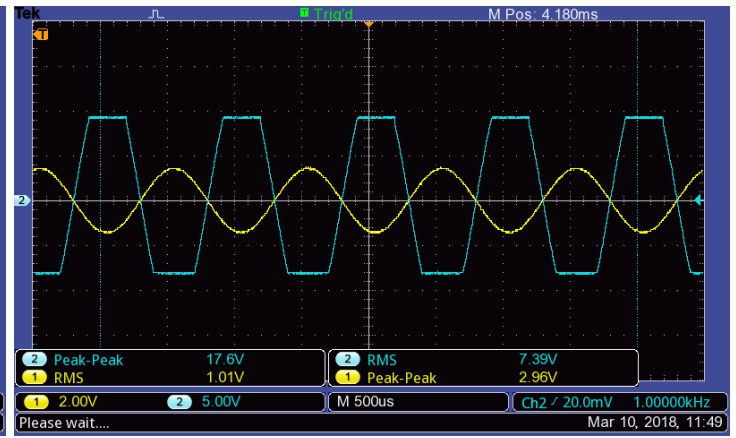 Tek T Trig'd M Pos: 4.180ms
T
2
2 Peak-Peak 17.6V 2 RMS 7.39V
1 RMS 1.01V 1 Peak-Peak 2.96V
1 2.00V 2 5.00V M 500us Ch2 20.0mV 1.00000kHz
Please wait.... Mar 10, 2018, 11:49